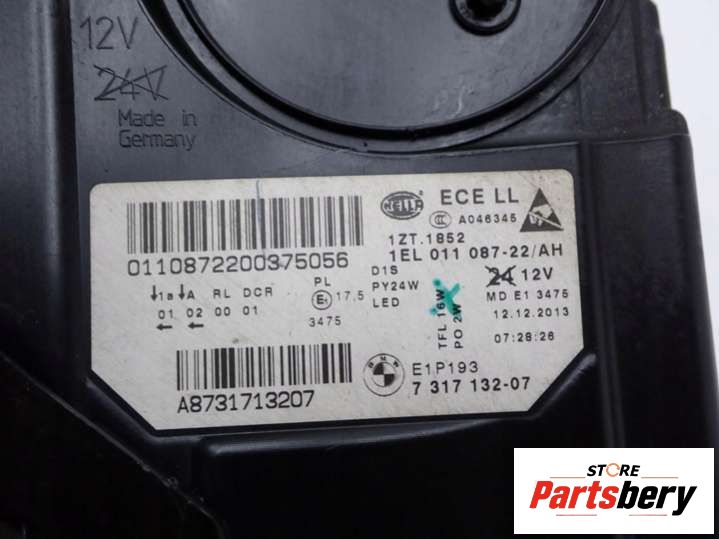 12V
24V
Made in
Germany
HELLA
ECE LL
A046345
1ZT.1852
1EL 011 087-22/AH
0110872200375056
1a A RL DCR
01 02 00 01
PL
E1 17,5
3475
D1S
PY24W
LED
TFL 16W
PO 2W
24 12V
MD E1 3475
12.12.2013
07:28:26
BMW
E1P193
7 317 132-07
A8731713207
STORE
Partsbery